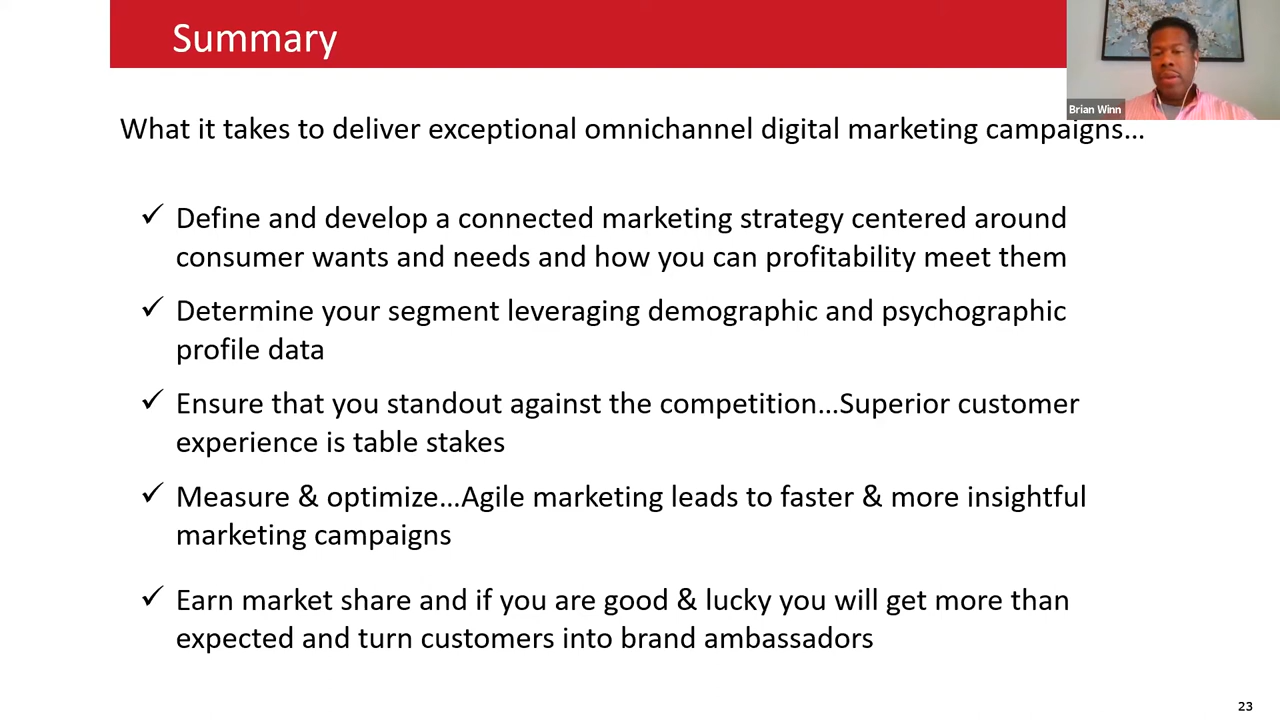 Summary
Brian Winn
What it takes to deliver exceptional omnichannel digital marketing campaigns…
✓ Define and develop a connected marketing strategy centered around
consumer wants and needs and how you can profitability meet them
✓ Determine your segment leveraging demographic and psychographic
profile data
✓ Ensure that you standout against the competition…Superior customer
experience is table stakes
✓ Measure & optimize…Agile marketing leads to faster & more insightful
marketing campaigns
✓ Earn market share and if you are good & lucky you will get more than
expected and turn customers into brand ambassadors
23